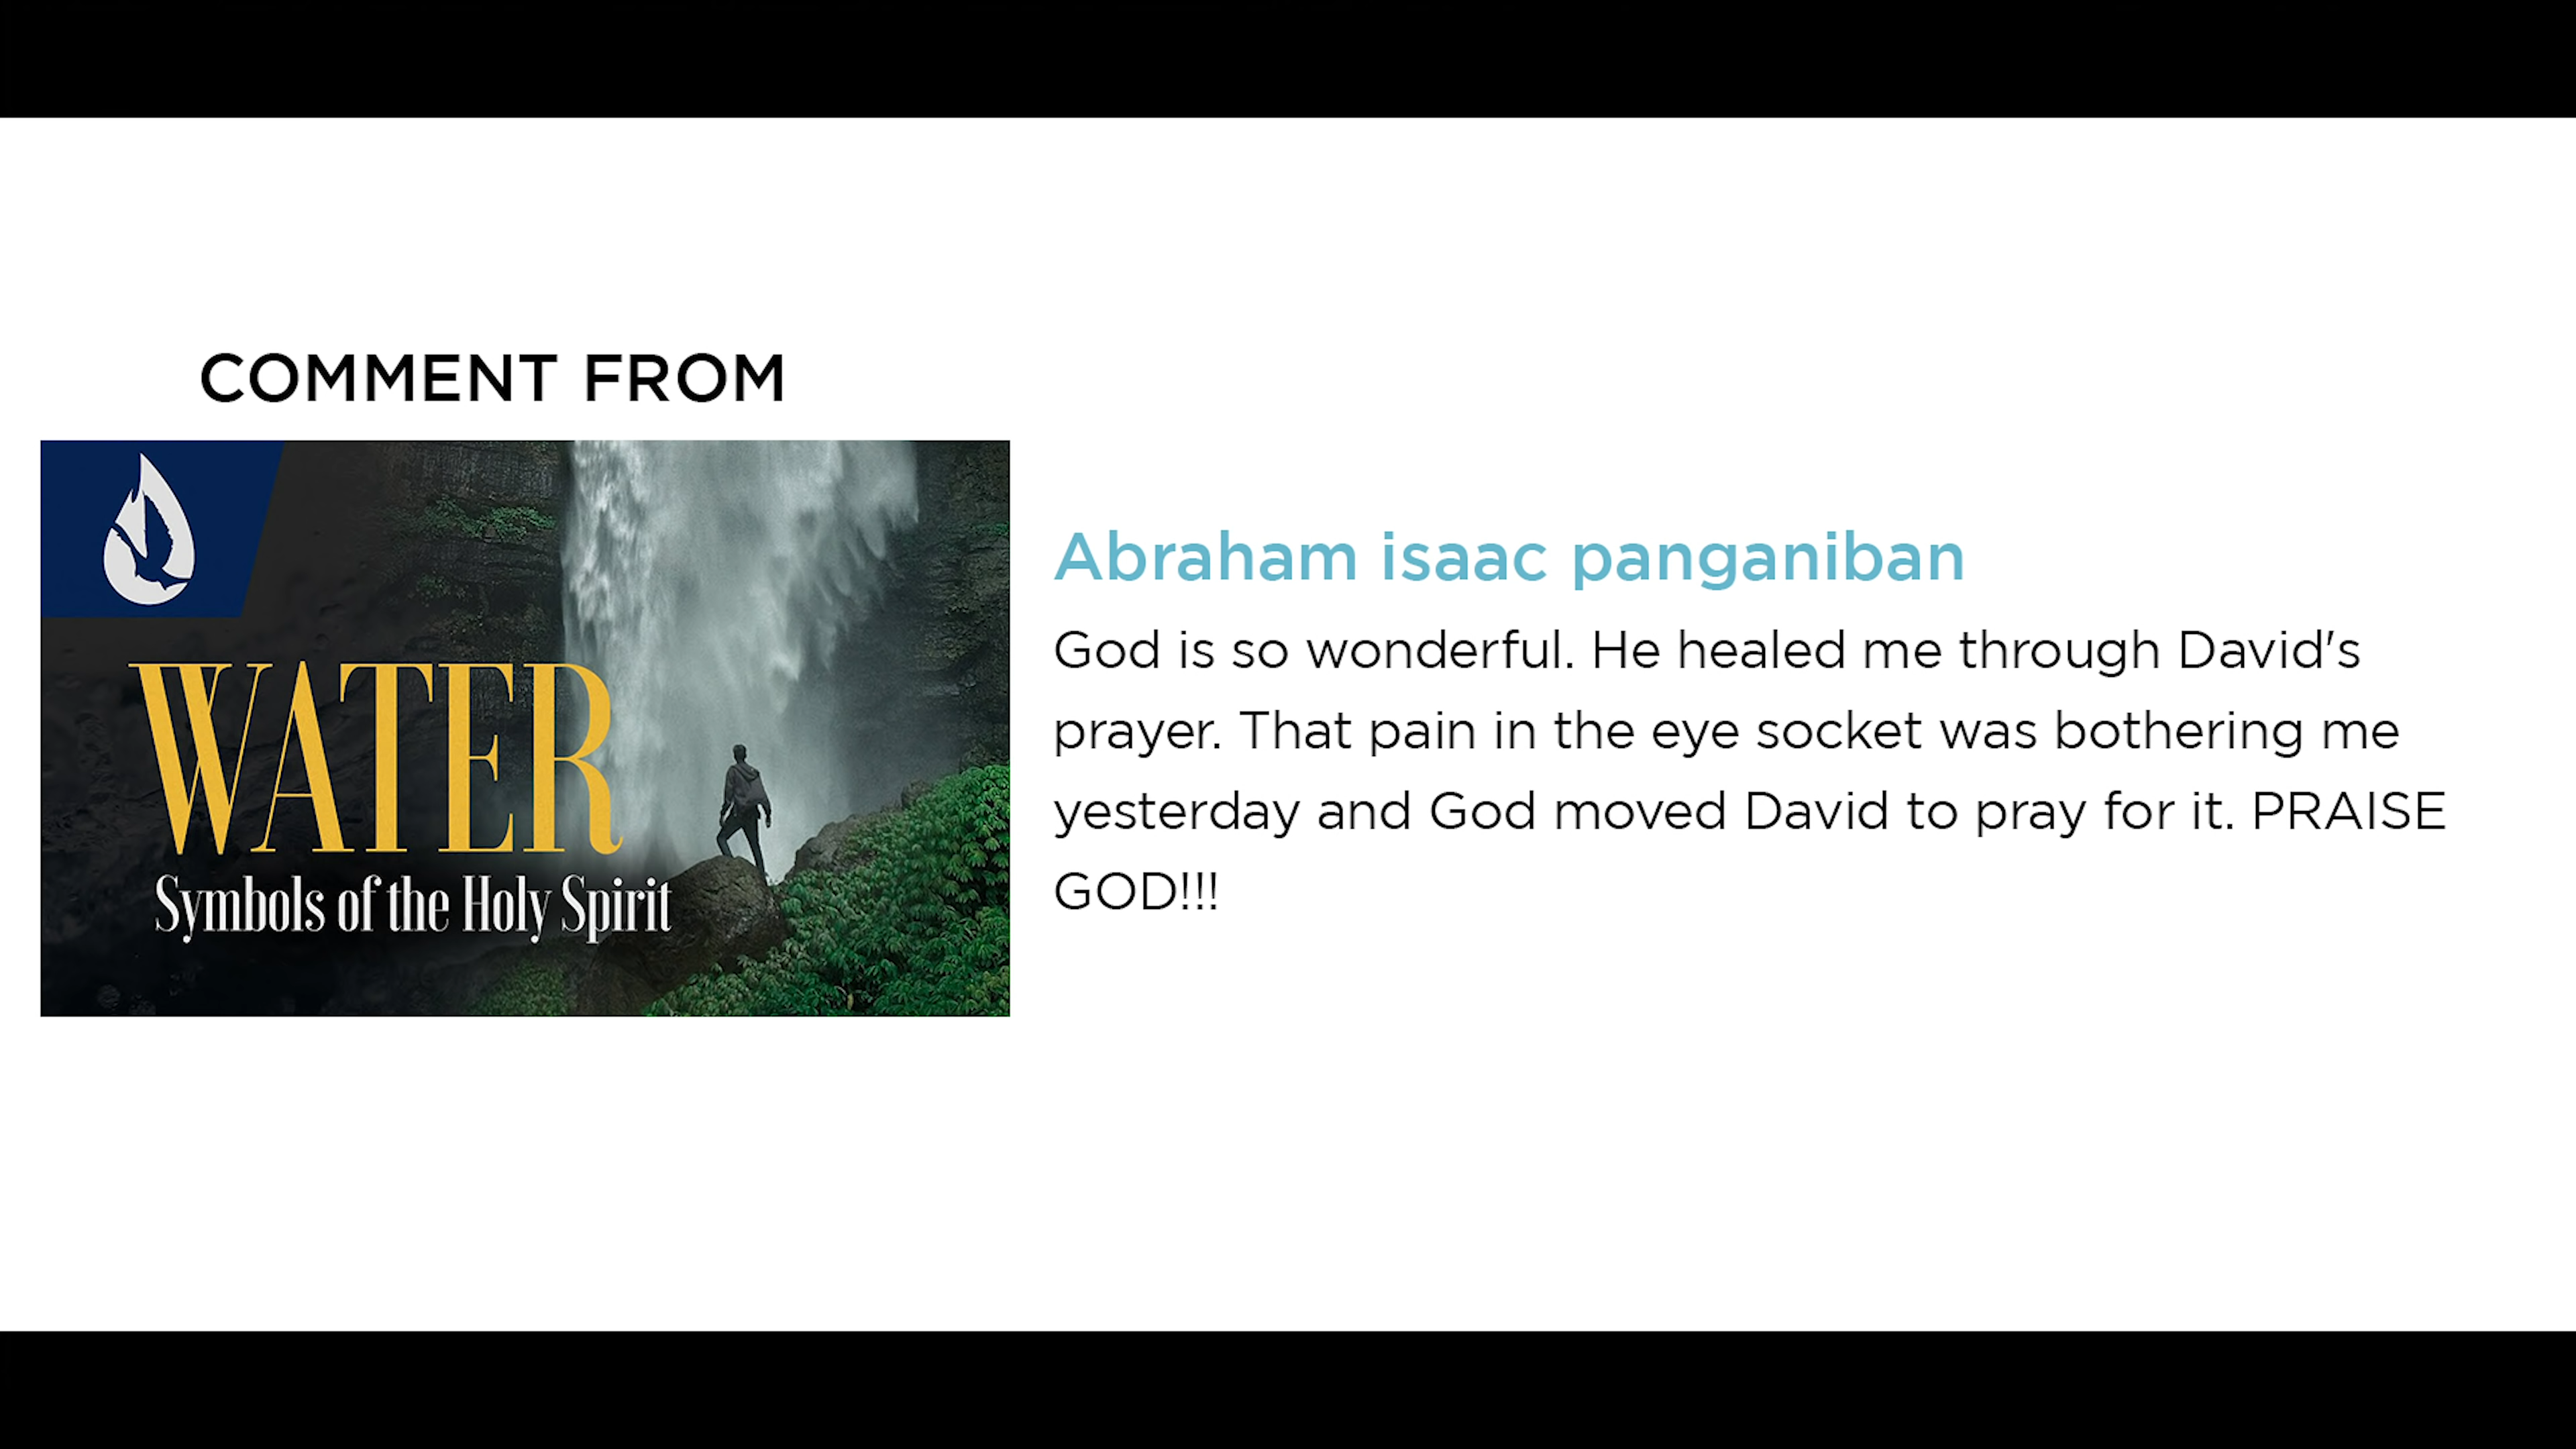 COMMENT FROM
WATER
Symbols of the Holy Spirit
Abraham isaac panganiban
God is so wonderful. He healed me through David's
prayer. That pain in the eye socket was bothering me
yesterday and God moved David to pray for it. PRAISE
GOD!!!